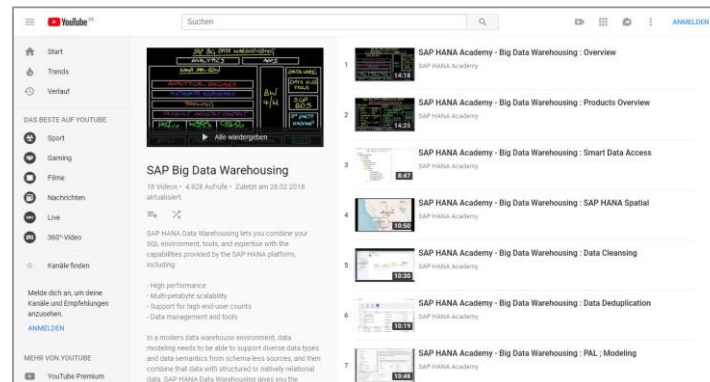 YouTube DE
Suchen
ANMELDEN
Start
Trends
Verlauf
DAS BESTE AUF YOUTUBE
Sport
Gaming
Filme
Nachrichten
Live
360°-Video
Kanäle finden
Melde dich an, um deine
Kanäle und Empfehlungen
anzusehen.
ANMELDEN
MEHR VON YOUTUBE
YouTube Premium
SAP BIG DATA WAREHOUSING
ANALYTICS
APPS
BW
4/H
Alle wiedergeben
SAP Big Data Warehousing
18 Videos • 4.928 Aufrufe • Zuletzt am 28.02.2018
aktualisiert
SAP HANA Data Warehousing lets you combine your
SQL environment, tools, and expertise with the
capabilities provided by the SAP HANA platform,
including:
- High performance
- Multi-petabyte scalability
- Support for high end-user counts
- Data management and tools
In a modern data warehouse environment, data
modeling needs to be able to support diverse data types
and data semantics from schema-less sources, and then
combine that data with structured or natively relational
data. SAP HANA Data Warehousing gives you the
1
14:18
SAP HANA Academy - Big Data Warehousing : Overview
SAP HANA Academy
2
14:25
SAP HANA Academy - Big Data Warehousing : Products Overview
SAP HANA Academy
3
8:47
SAP HANA Academy - Big Data Warehousing : Smart Data Access
SAP HANA Academy
4
10:50
SAP HANA Academy - Big Data Warehousing : SAP HANA Spatial
SAP HANA Academy
5
10:30
SAP HANA Academy - Big Data Warehousing : Data Cleansing
SAP HANA Academy
6
10:19
SAP HANA Academy - Big Data Warehousing : Data Deduplication
SAP HANA Academy
7
10:48
SAP HANA Academy - Big Data Warehousing : PAL ; Modeling
SAP HANA Academy